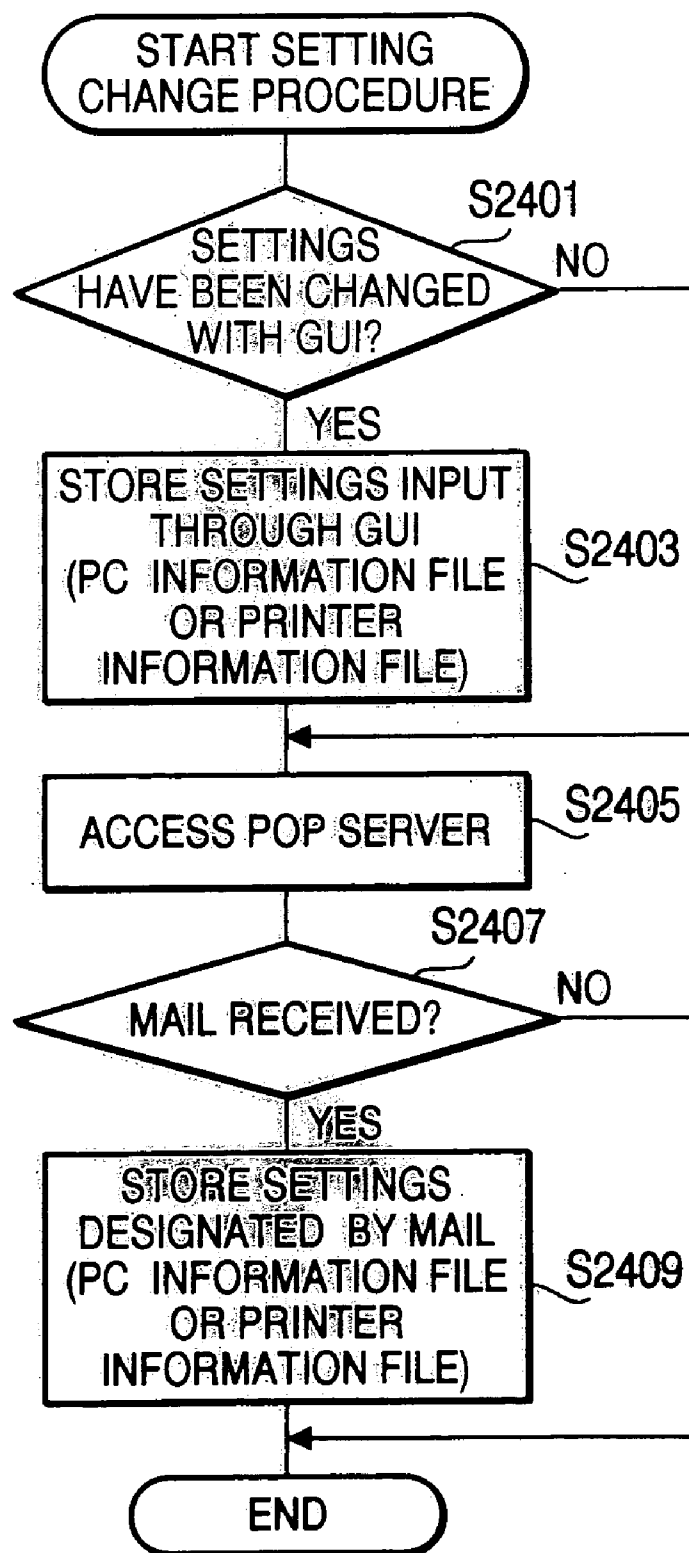 START SETTING
CHANGE PROCEDURE
S2401
SETTINGS
HAVE BEEN CHANGED
WITH GUI?
NO
YES
STORE SETTINGS INPUT
THROUGH GUI
(PC INFORMATION FILE
OR PRINTER
INFORMATION FILE)
S2403
ACCESS POP SERVER
S2405
S2407
MAIL RECEIVED?
NO
YES
STORE SETTINGS
DESIGNATED BY MAIL
(PC INFORMATION FILE
OR PRINTER
INFORMATION FILE)
S2409
END